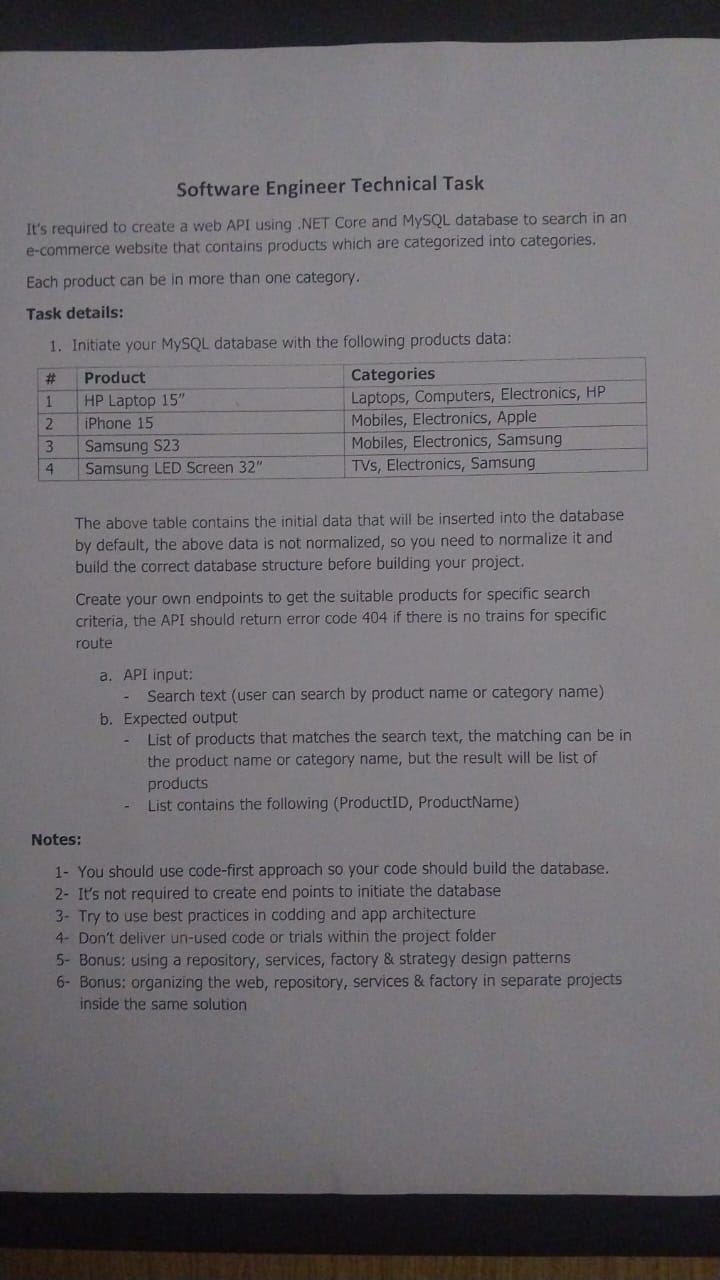 Software Engineer Technical Task
It's required to create a web API using .NET Core and MySQL database to search in an
e-commerce website that contains products which are categorized into categories.
Each product can be in more than one category.
Task details:
1. Initiate your MySQL database with the following products data:
# Product Categories
1 HP Laptop 15" Laptops, Computers, Electronics, HP
2 iPhone 15 Mobiles, Electronics, Apple
3 Samsung S23 Mobiles, Electronics, Samsung
4 Samsung LED Screen 32" TVs, Electronics, Samsung
The above table contains the initial data that will be inserted into the database
by default, the above data is not normalized, so you need to normalize it and
build the correct database structure before building your project.
Create your own endpoints to get the suitable products for specific search
criteria, the API should return error code 404 if there is no trains for specific
route
a. API input:
- Search text (user can search by product name or category name)
b. Expected output
- List of products that matches the search text, the matching can be in
the product name or category name, but the result will be list of
products
- List contains the following (ProductID, ProductName)
Notes:
1- You should use code-first approach so your code should build the database.
2- It's not required to create end points to initiate the database
3- Try to use best practices in codding and app architecture
4- Don't deliver un-used code or trials within the project folder
5- Bonus: using a repository, services, factory & strategy design patterns
6- Bonus: organizing the web, repository, services & factory in separate projects
inside the same solution